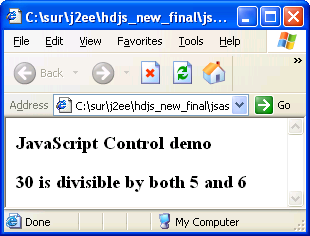 C:\sur\j2ee\hdjs_new_final\jsa...
File Edit View Favorites Tools Help
Back
Address C:\sur\j2ee\hdjs_new_final\jsas Go
JavaScript Control demo
30 is divisible by both 5 and 6
Done My Computer